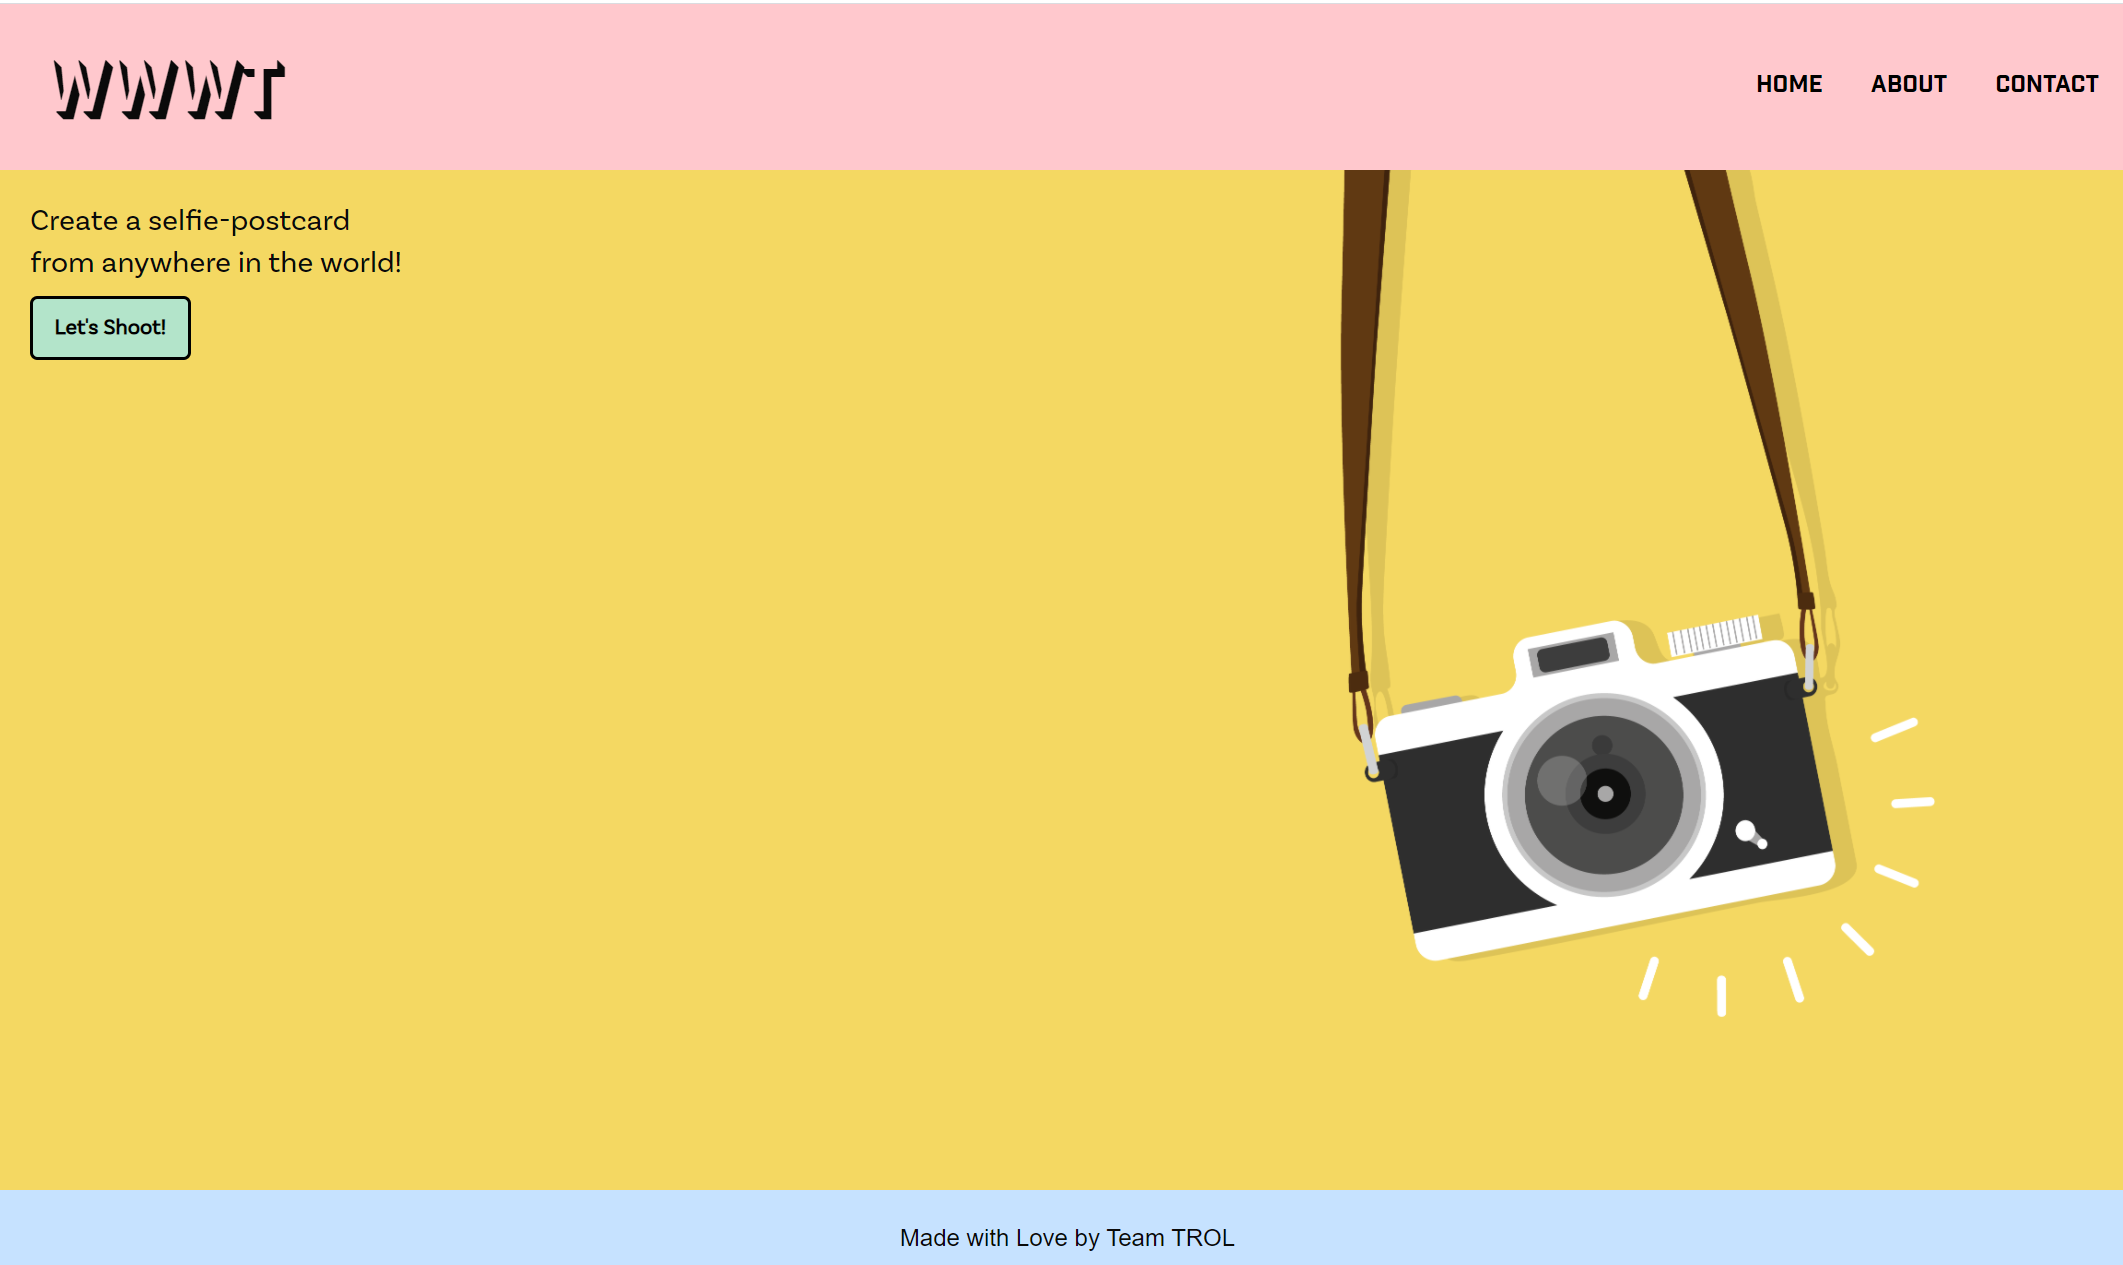 WWWT
HOME ABOUT CONTACT
Create a selfie-postcard
from anywhere in the world!
Let's Shoot!
Made with Love by Team TROL